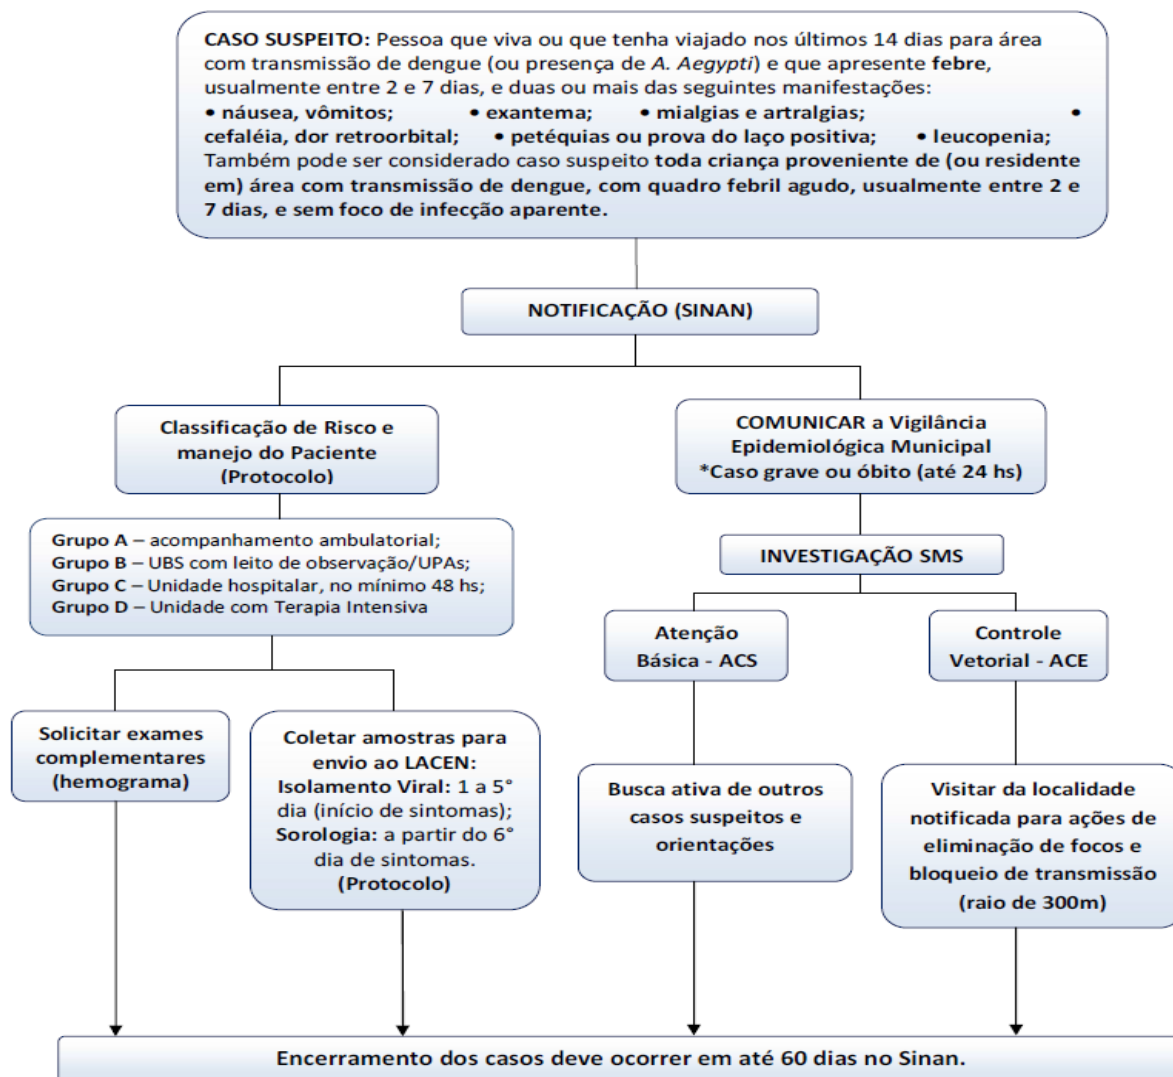 CASO SUSPEITO: Pessoa que viva ou que tenha viajado nos últimos 14 dias para área
com transmissão de dengue (ou presença de A. Aegypti) e que apresente febre,
usualmente entre 2 e 7 dias, e duas ou mais das seguintes manifestações:
• náusea, vômitos; • exantema; • mialgias e artralgias; •
cefaléia, dor retroorbital; • petéquias ou prova do laço positiva; • leucopenia;
Também pode ser considerado caso suspeito toda criança proveniente de (ou residente
em) área com transmissão de dengue, com quadro febril agudo, usualmente entre 2 e
7 dias, e sem foco de infecção aparente.
NOTIFICAÇÃO (SINAN)
Classificação de Risco e
manejo do Paciente
(Protocolo)
COMUNICAR a Vigilância
Epidemiológica Municipal
*Caso grave ou óbito (até 24 hs)
Grupo A – acompanhamento ambulatorial;
Grupo B – UBS com leito de observação/UPAs;
Grupo C – Unidade hospitalar, no mínimo 48 hs;
Grupo D – Unidade com Terapia Intensiva
INVESTIGAÇÃO SMS
Atenção
Básica - ACS
Controle
Vetorial - ACE
Solicitar exames
complementares
(hemograma)
Coletar amostras para
envio ao LACEN:
Isolamento Viral: 1 a 5°
dia (início de sintomas);
Sorologia: a partir do 6°
dia de sintomas.
(Protocolo)
Busca ativa de outros
casos suspeitos e
orientações
Visitar da localidade
notificada para ações de
eliminação de focos e
bloqueio de transmissão
(raio de 300m)
Encerramento dos casos deve ocorrer em até 60 dias no Sinan.